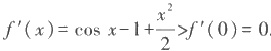 f′(x)=cos x-1+x²/2>f′(0)=0.